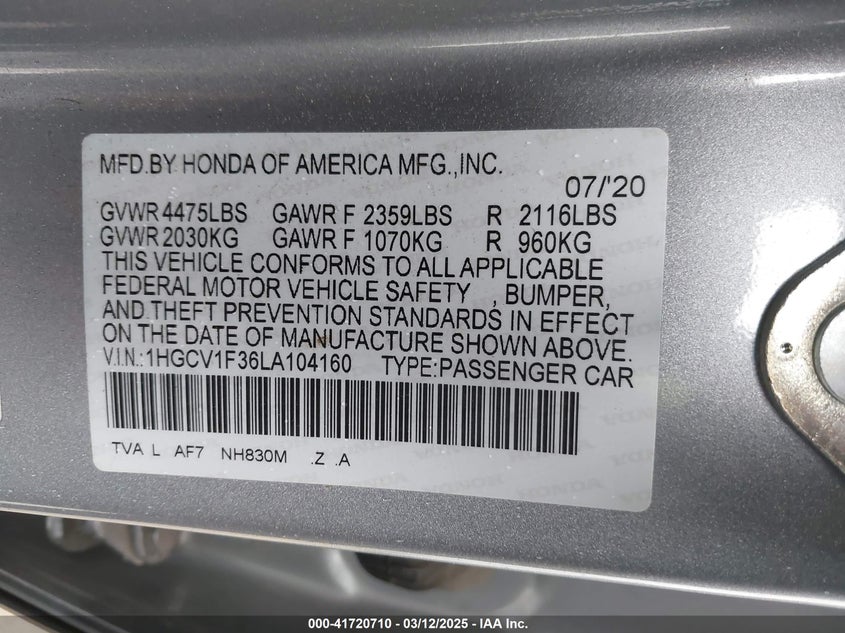 MFD.BY HONDA OF AMERICA MFG.,INC.
07/'20
GVWR 4475LBS GAWR F 2359LBS R 2116LBS
GVWR 2030KG GAWR F 1070KG R 960KG
THIS VEHICLE CONFORMS TO ALL APPLICABLE
FEDERAL MOTOR VEHICLE SAFETY , BUMPER,
AND THEFT PREVENTION STANDARDS IN EFFECT
ON THE DATE OF MANUFACTURE SHOWN ABOVE.
V.I.N.:1HGCV1F36LA104160 TYPE:PASSENGER CAR
TVA L AF7 NH830M .Z .A
000-41720710 | 03/12/2025 - IAA Inc.